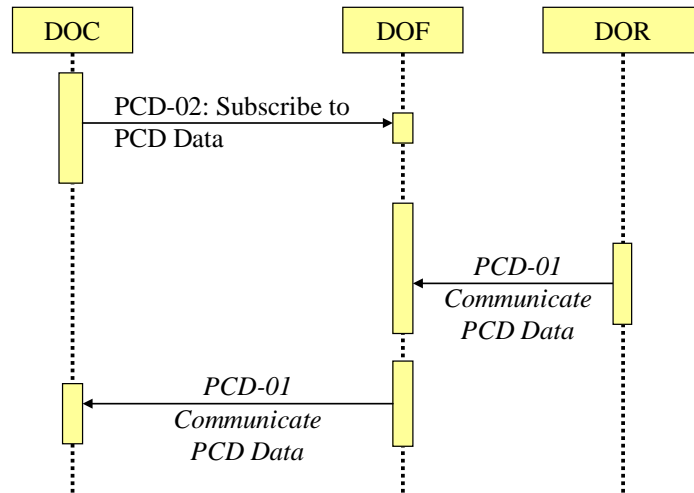 DOC
DOF
DOR
PCD-02: Subscribe to
PCD Data
PCD-01
Communicate
PCD Data
PCD-01
Communicate
PCD Data